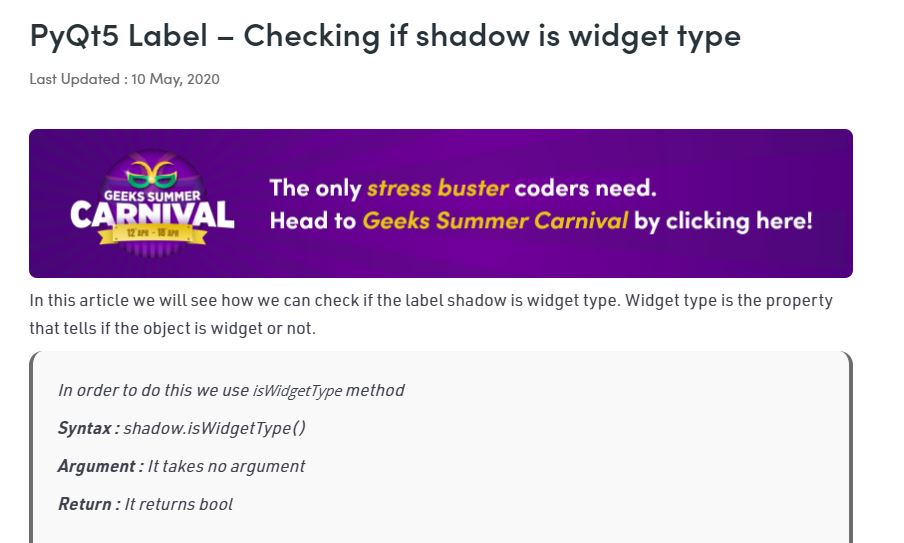 PyQt5 Label – Checking if shadow is widget type
Last Updated : 10 May, 2020
GEEKS SUMMER
CARNIVAL
12 APR - 18 APR
The only stress buster coders need.
Head to Geeks Summer Carnival by clicking here!
In this article we will see how we can check if the label shadow is widget type. Widget type is the property
that tells if the object is widget or not.
In order to do this we use isWidgetType method
Syntax : shadow.isWidgetType()
Argument : It takes no argument
Return : It returns bool